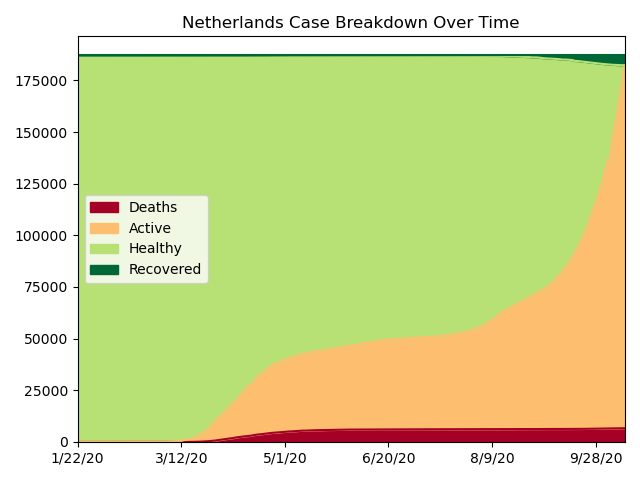 Netherlands Case Breakdown Over Time
175000
150000
125000
100000
75000
50000
25000
0
Deaths
Active
Healthy
Recovered
1/22/20 3/12/20 5/1/20 6/20/20 8/9/20 9/28/20